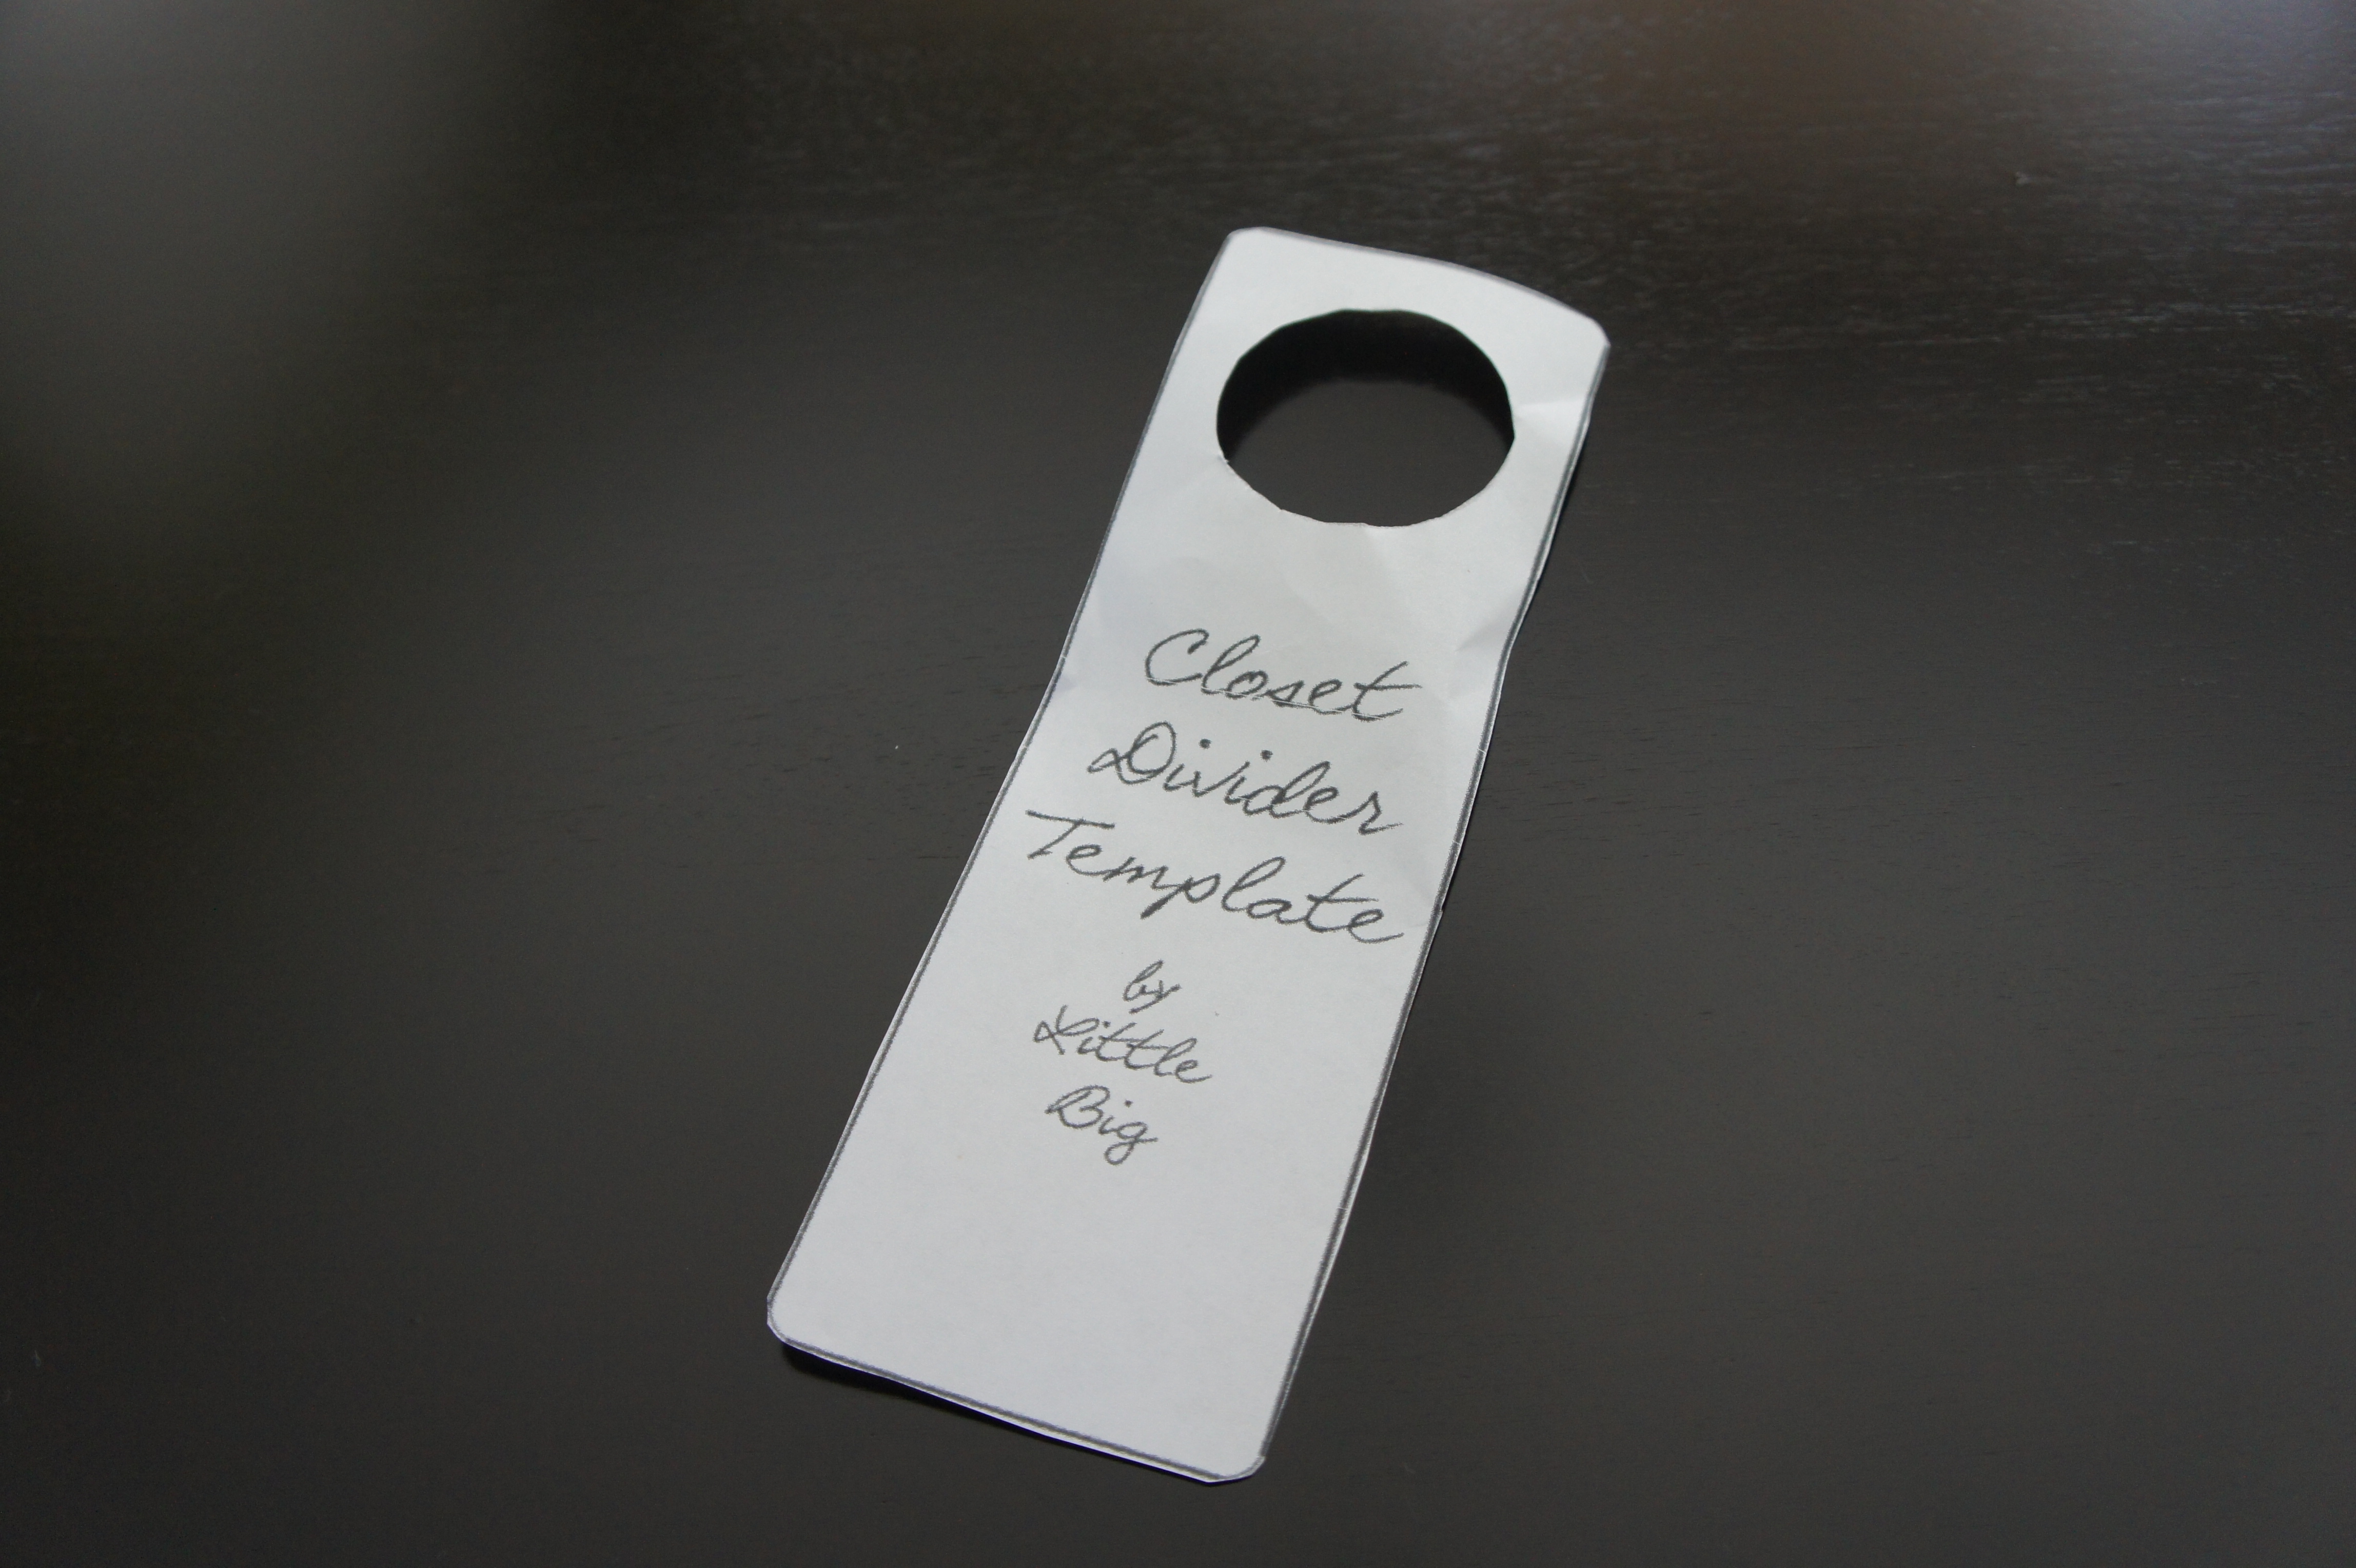 Closet
Divider
Template
by
Little
Big